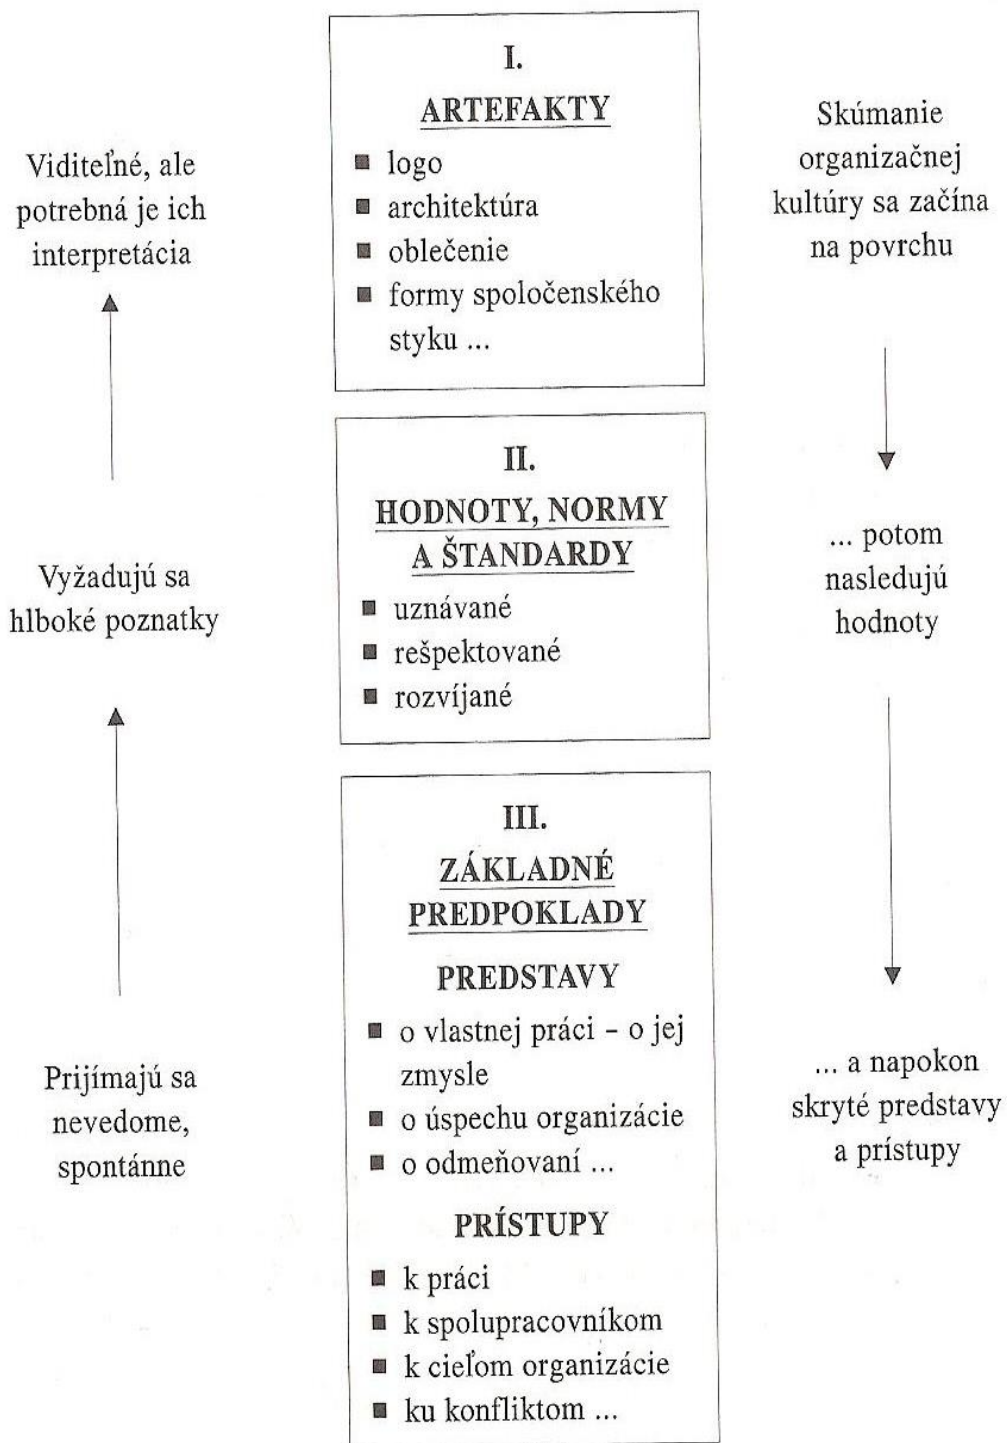 I.
ARTEFAKTY
■ logo
■ architektúra
■ oblečenie
■ formy spoločenského
styku ...
Viditeľné, ale
potrebná je ich
interpretácia
Skúmanie
organizačnej
kultúry sa začína
na povrchu
II.
HODNOTY, NORMY
A ŠTANDARDY
■ uznávané
■ rešpektované
■ rozvíjané
Vyžadujú sa
hlboké poznatky
... potom
nasledujú
hodnoty
III.
ZÁKLADNÉ
PREDPOKLADY
PREDSTAVY
■ o vlastnej práci – o jej
zmysle
■ o úspechu organizácie
■ o odmeňovaní ...
PRÍSTUPY
■ k práci
■ k spolupracovníkom
■ k cieľom organizácie
■ ku konfliktom ...
Prijímajú sa
nevedome,
spontánne
... a napokon
skryté predstavy
a prístupy